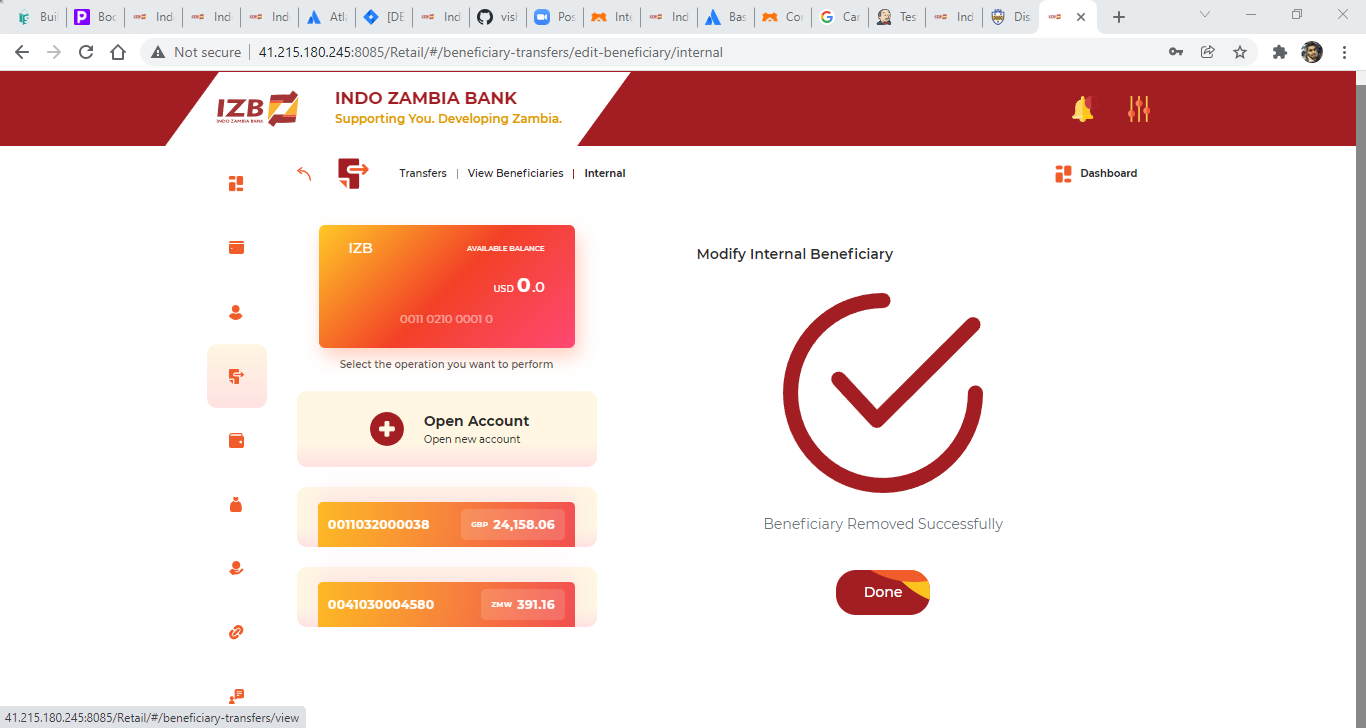 Buil
Boo
Ind
Ind
Ind
Atla
[DE
Ind
visl
Pos
Inte
Ind
Bas
Cor
Car
Tes
Ind
Dis
Not secure
41.215.180.245:8085/Retail/#/beneficiary-transfers/edit-beneficiary/internal
IZB
INDO ZAMBIA BANK
INDO ZAMBIA BANK
Supporting You. Developing Zambia.
Transfers | View Beneficiaries | Internal
Dashboard
IZB
AVAILABLE BALANCE
USD 0.0
0011 0210 0001 0
Select the operation you want to perform
Open Account
Open new account
0011032000038
GBP 24,158.06
0041030004580
ZMW 391.16
Modify Internal Beneficiary
Beneficiary Removed Successfully
Done
41.215.180.245:8085/Retail/#/beneficiary-transfers/view